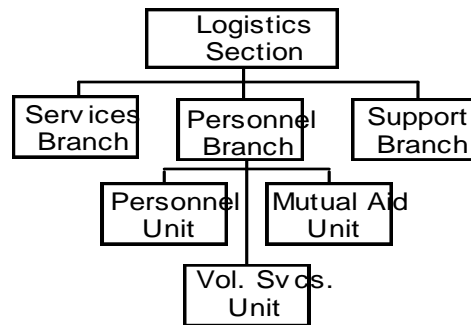 Logistics
Section
Services
Branch
Personnel
Branch
Support
Branch
Personnel
Unit
Mutual Aid
Unit
Vol. Svcs.
Unit